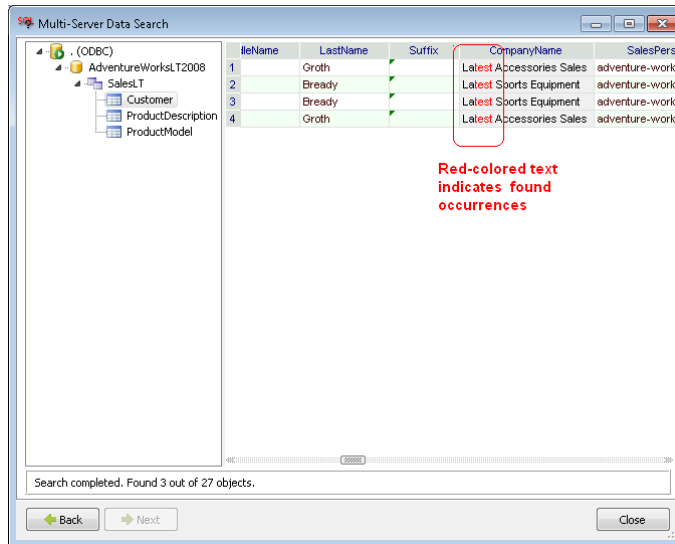 SQL Multi-Server Data Search
. (ODBC)
AdventureWorksLT2008
SalesLT
Customer
ProductDescription
ProductModel
lleName LastName Suffix CompanyName SalesPers
1 Groth Latest Accessories Sales adventure-work
2 Bready Latest Sports Equipment adventure-work
3 Bready Latest Sports Equipment adventure-work
4 Groth Latest Accessories Sales adventure-work
Red-colored text
indicates found
occurrences
Search completed. Found 3 out of 27 objects.
Back Next Close